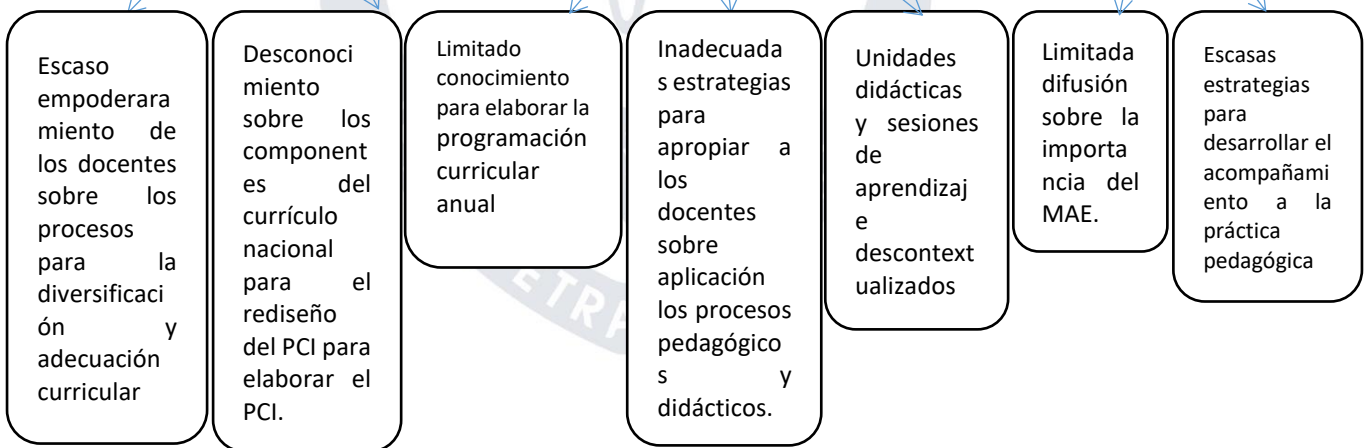 Escaso
empoderara
miento de
los docentes
sobre los
procesos
para la
diversificaci
ón y
adecuación
curricular
Desconoci
miento
sobre los
component
es del
currículo
nacional
para el
rediseño
del PCI para
elaborar el
PCI.
Limitado
conocimiento
para elaborar la
programación
curricular
anual
Inadecuada
s estrategias
para
apropiar a
los
docentes
sobre
aplicación
los procesos
pedagógico
s y
didácticos.
Unidades
didácticas
y sesiones
de
aprendizaj
e
descontext
ualizados
Limitada
difusión
sobre la
importa
ncia del
MAE.
Escasas
estrategias
para
desarrollar el
acompañami
ento a la
práctica
pedagógica